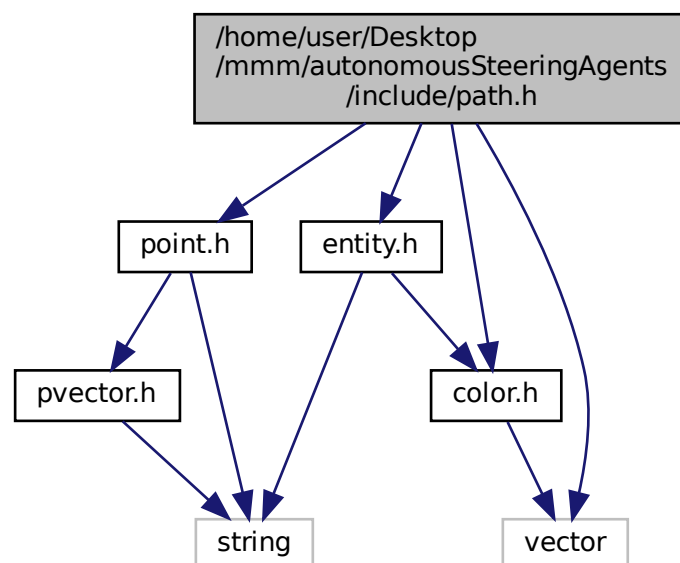 /home/user/Desktop
/mmm/autonomousSteeringAgents
/include/path.h
point.h
entity.h
pvector.h
color.h
string
vector